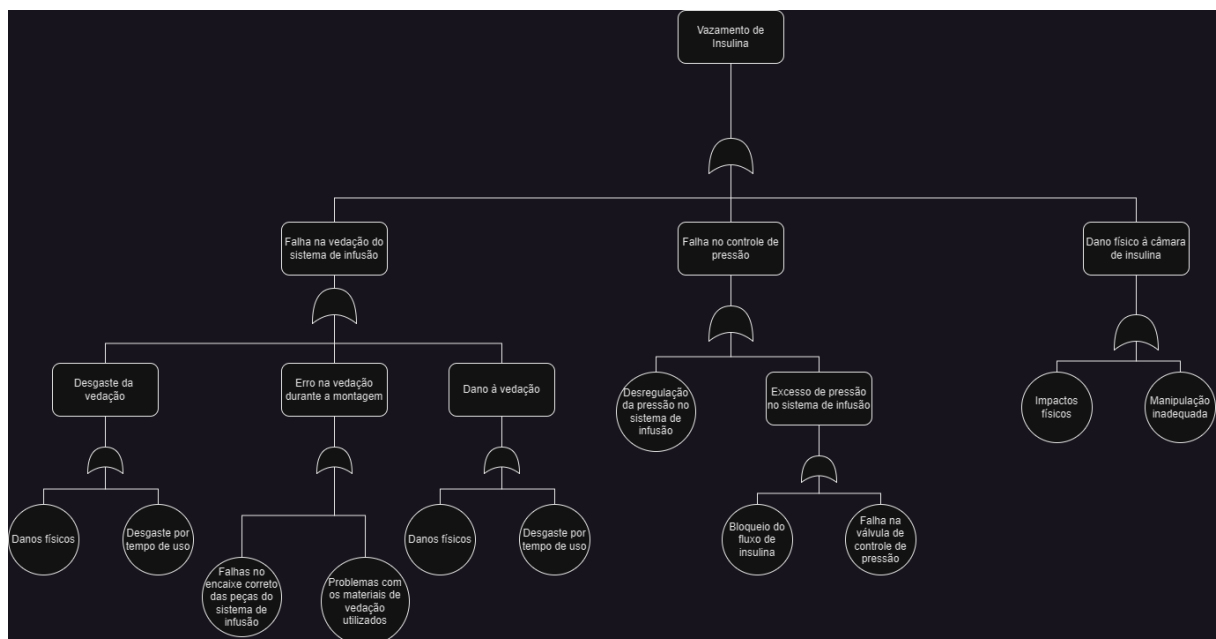 Vazamento de
Insulina
Falha na vedação do
sistema de infusão
Falha no controle de
pressão
Dano físico á câmara
de insulina
Desgaste da
vedação
Erro na vedação
durante a montagem
Dano á vedação
Desregulação
da pressão no
sistema de
infusão
Excesso de pressão
no sistema de infusão
Impactos
físicos
Manipulação
inadequada
Danos físicos
Desgaste por
tempo de uso
Falhas no
encaixe correto
das peças do
sistema de
infusão
Problemas com
os materiais de
vedação
utilizados
Danos físicos
Desgaste por
tempo de uso
Bloqueio do
fluxo de
insulina
Falha na
válvula de
controle de
pressão